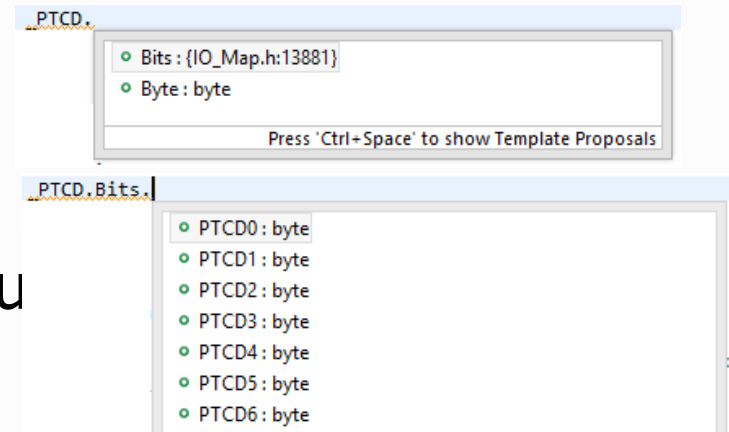 _PTCD.
Bits : {IO_Map.h:13881}
Byte : byte
Press 'Ctrl+Space' to show Template Proposals
_PTCD.Bits.
PTCD0 : byte
PTCD1 : byte
PTCD2 : byte
u
PTCD3 : byte
PTCD4 : byte
PTCD5 : byte
PTCD6 : byte